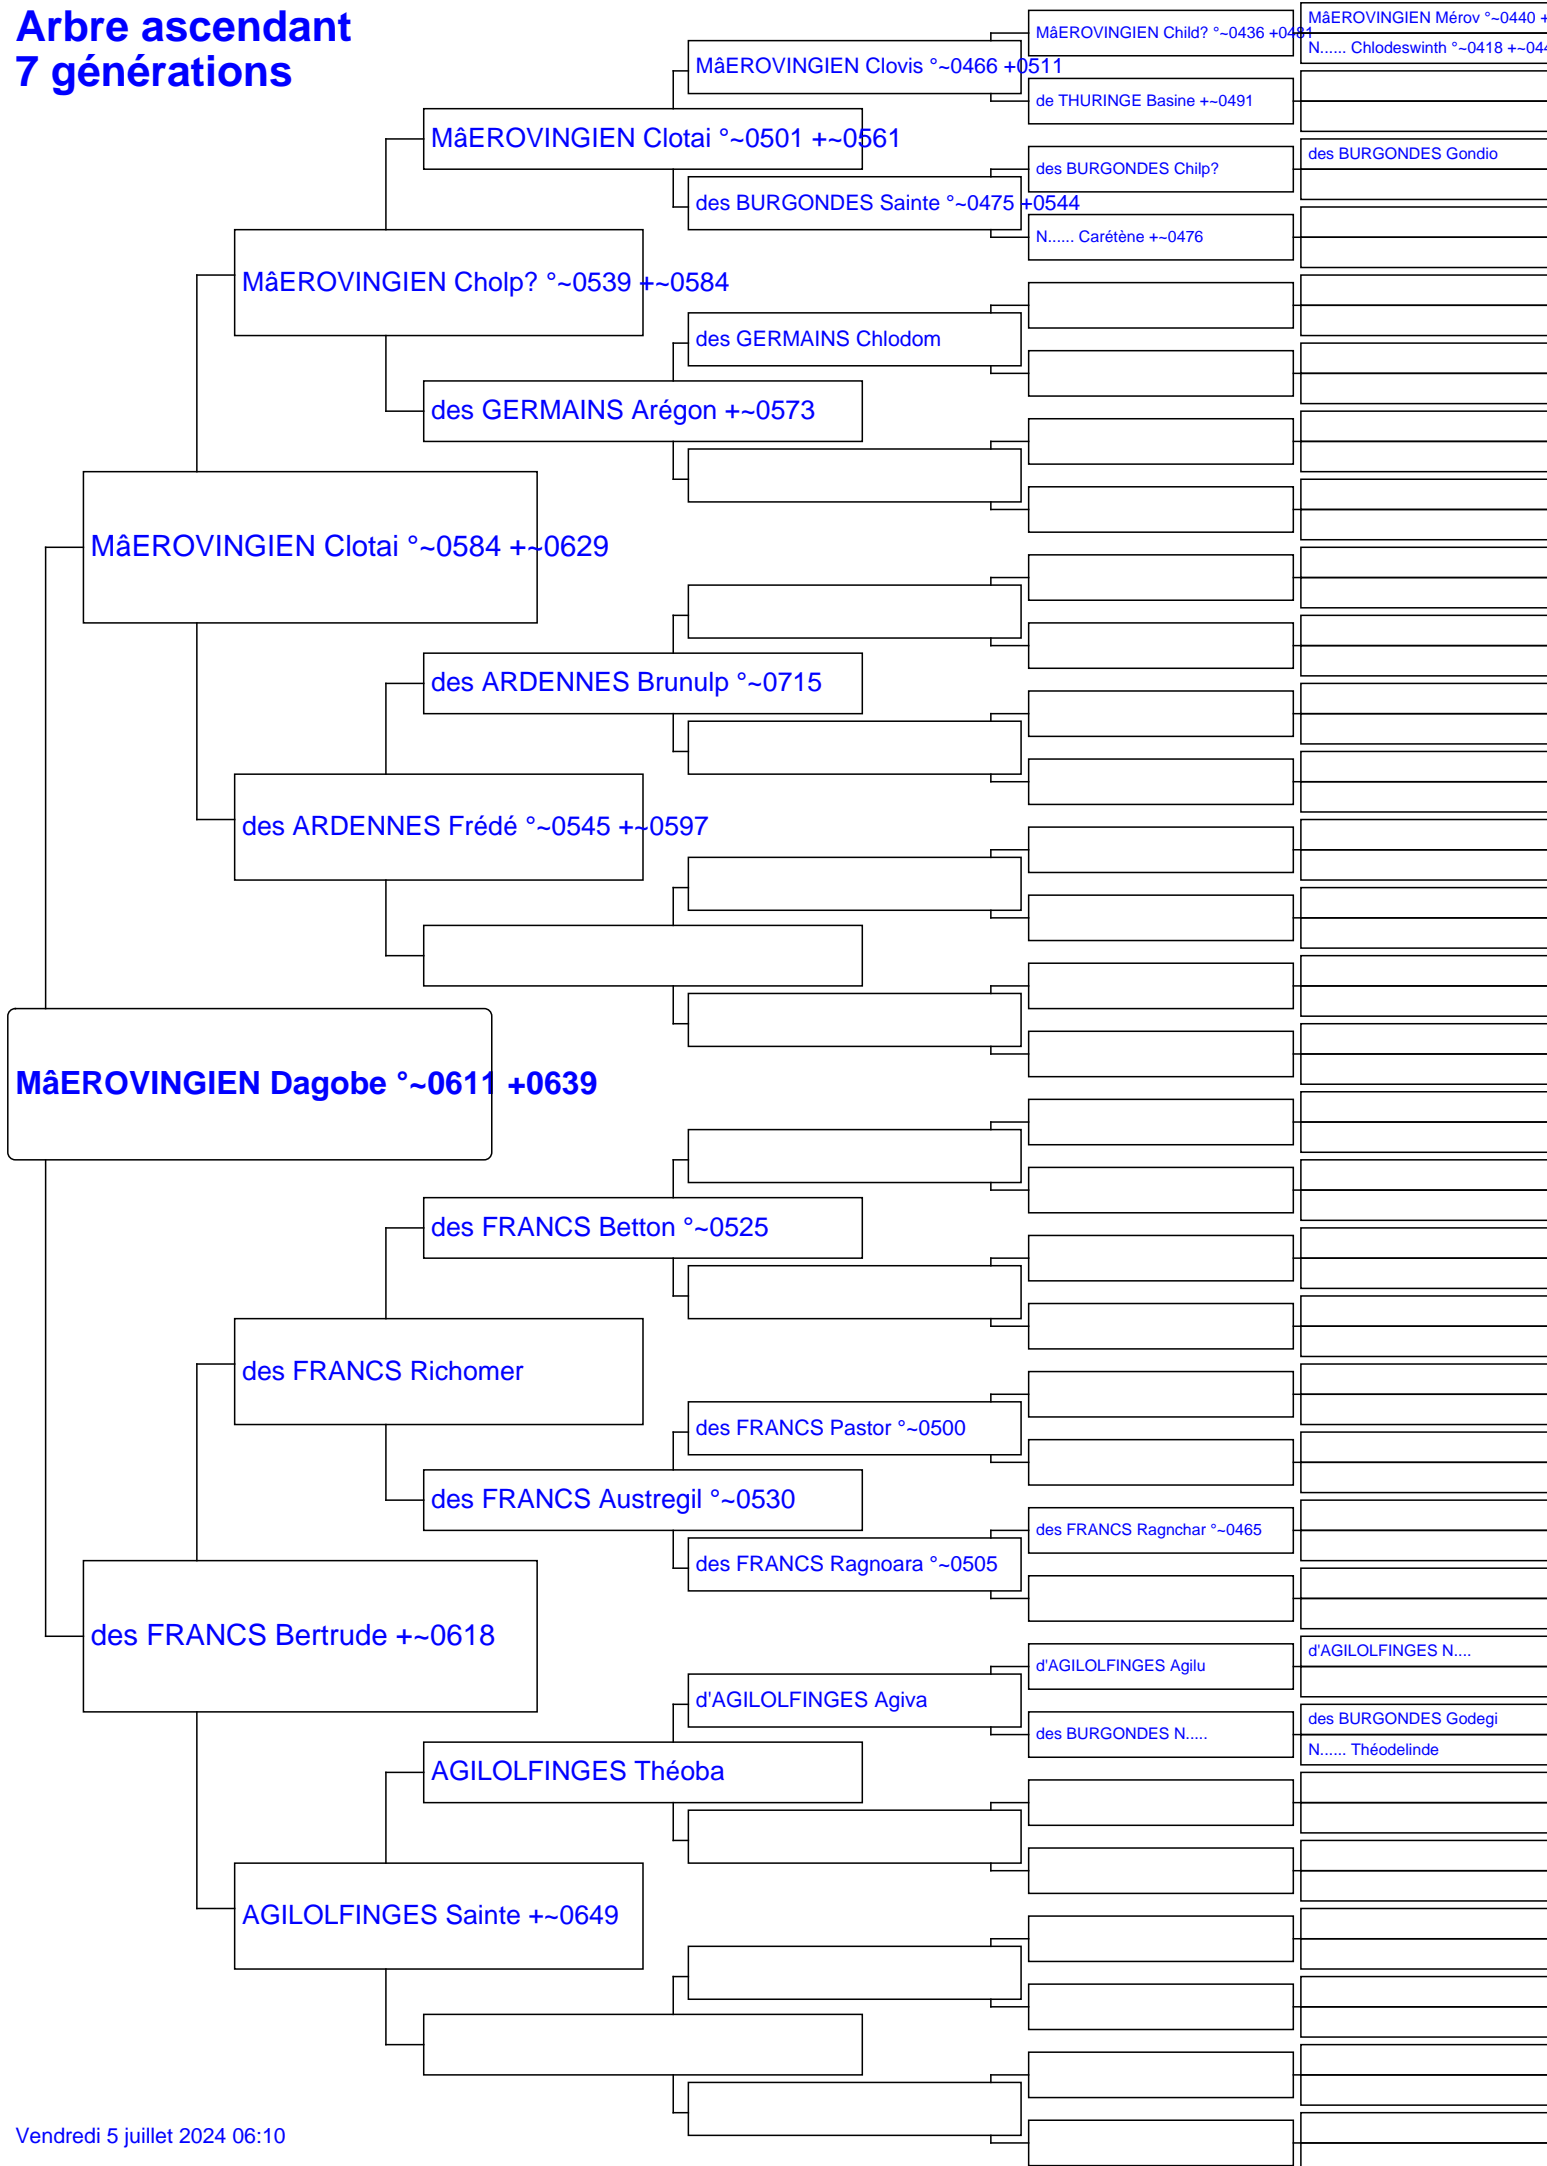 Arbre ascendant
7 générations
MâEROVINGIEN Mérov °~0440 +
MâEROVINGIEN Child? °~0436 +0481
N...... Chlodeswinth °~0418 +~044
MâEROVINGIEN Clovis °~0466 +0511
de THURINGE Basine +~0491
MâEROVINGIEN Clotai °~0501 +~0561
des BURGONDES Gondio
des BURGONDES Chilp?
des BURGONDES Sainte °~0475 +0544
N...... Carétène +~0476
MâEROVINGIEN Cholp? °~0539 +~0584
des GERMAINS Chlodom
des GERMAINS Arégon +~0573
MâEROVINGIEN Clotai °~0584 +~0629
des ARDENNES Brunulp °~0715
des ARDENNES Frédé °~0545 +~0597
MâEROVINGIEN Dagobe °~0611 +0639
des FRANCS Betton °~0525
des FRANCS Richomer
des FRANCS Pastor °~0500
des FRANCS Austregil °~0530
des FRANCS Ragnchar °~0465
des FRANCS Ragnoara °~0505
des FRANCS Bertrude +~0618
d'AGILOLFINGES N....
d'AGILOLFINGES Agilu
d'AGILOLFINGES Agiva
des BURGONDES Godegi
des BURGONDES N.....
N...... Théodelinde
AGILOLFINGES Théoba
AGILOLFINGES Sainte +~0649
Vendredi 5 juillet 2024 06:10